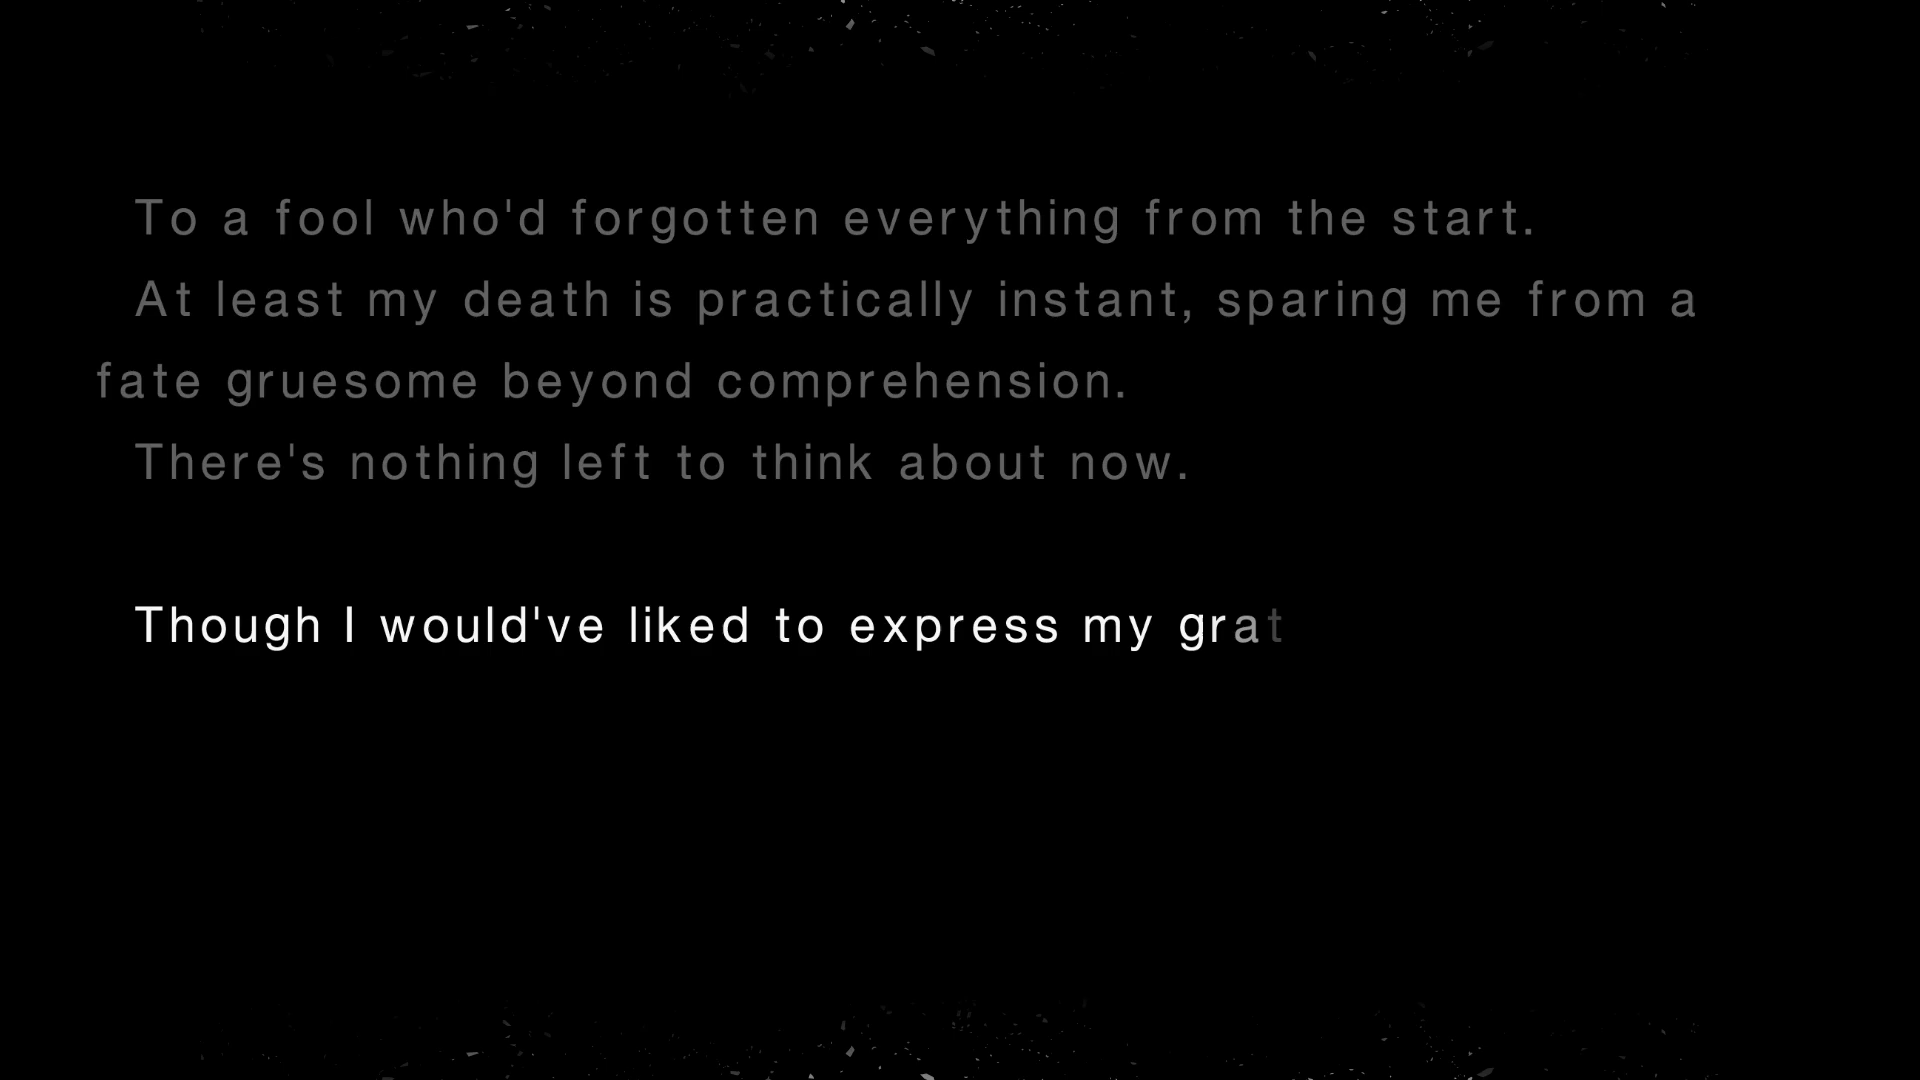 To a fool who'd forgotten everything from the start.
At least my death is practically instant, sparing me from a
fate gruesome beyond comprehension.
There's nothing left to think about now.
Though I would've liked to express my grat